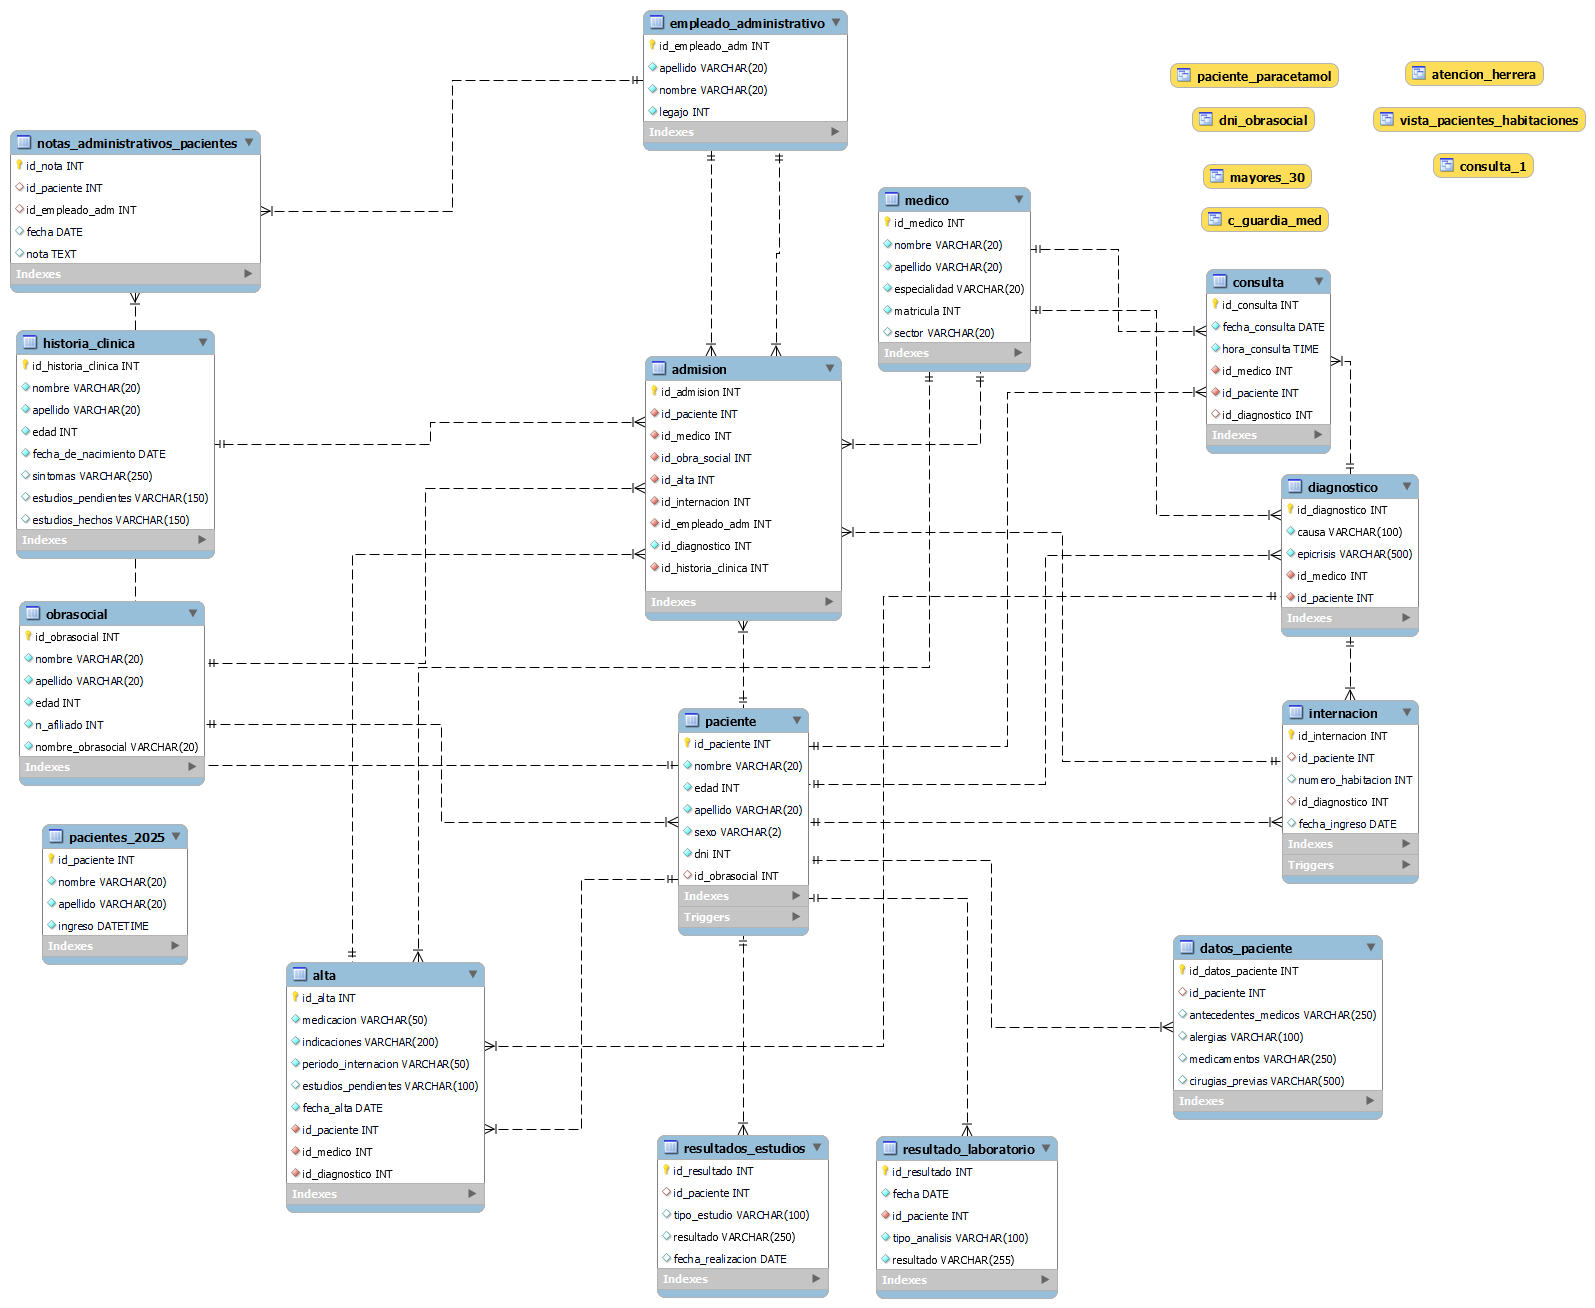 empleado_administrativo
id_empleado_adm INT
apellido VARCHAR(20)
nombre VARCHAR(20)
legajo INT
Indexes
paciente_paracetamol
atencion_herrera
dni_obrasocial
vista_pacientes_habitaciones
mayores_30
consulta_1
c_guardia_med
notas_administrativos_pacientes
id_nota INT
id_paciente INT
id_empleado_adm INT
fecha DATE
nota TEXT
Indexes
medico
id_medico INT
nombre VARCHAR(20)
apellido VARCHAR(20)
especialidad VARCHAR(20)
matricula INT
sector VARCHAR(20)
Indexes
consulta
id_consulta INT
fecha_consulta DATE
hora_consulta TIME
id_medico INT
id_paciente INT
id_diagnostico INT
Indexes
historia_clinica
id_historia_clinica INT
nombre VARCHAR(20)
apellido VARCHAR(20)
edad INT
fecha_de_nacimiento DATE
sintomas VARCHAR(250)
estudios_pendientes VARCHAR(150)
estudios_hechos VARCHAR(150)
Indexes
admision
id_admision INT
id_paciente INT
id_medico INT
id_obra_social INT
id_alta INT
id_internacion INT
id_empleado_adm INT
id_diagnostico INT
id_historia_clinica INT
Indexes
diagnostico
id_diagnostico INT
causa VARCHAR(100)
epicrisis VARCHAR(500)
id_medico INT
id_paciente INT
Indexes
obrasocial
id_obrasocial INT
nombre VARCHAR(20)
apellido VARCHAR(20)
edad INT
n_afiliado INT
nombre_obrasocial VARCHAR(20)
Indexes
paciente
id_paciente INT
nombre VARCHAR(20)
edad INT
apellido VARCHAR(20)
sexo VARCHAR(2)
dni INT
id_obrasocial INT
Indexes
Triggers
internacion
id_internacion INT
id_paciente INT
numero_habitacion INT
id_diagnostico INT
fecha_ingreso DATE
Indexes
Triggers
pacientes_2025
id_paciente INT
nombre VARCHAR(20)
apellido VARCHAR(20)
ingreso DATETIME
Indexes
alta
id_alta INT
medicacion VARCHAR(50)
indicaciones VARCHAR(200)
periodo_internacion VARCHAR(50)
estudios_pendientes VARCHAR(100)
fecha_alta DATE
id_paciente INT
id_medico INT
id_diagnostico INT
Indexes
datos_paciente
id_datos_paciente INT
id_paciente INT
antecedentes_medicos VARCHAR(250)
alergias VARCHAR(100)
medicamentos VARCHAR(250)
cirugias_previas VARCHAR(500)
Indexes
resultados_estudios
id_resultado INT
id_paciente INT
tipo_estudio VARCHAR(100)
resultado VARCHAR(250)
fecha_realizacion DATE
Indexes
resultado_laboratorio
id_resultado INT
fecha DATE
id_paciente INT
tipo_analisis VARCHAR(100)
resultado VARCHAR(255)
Indexes